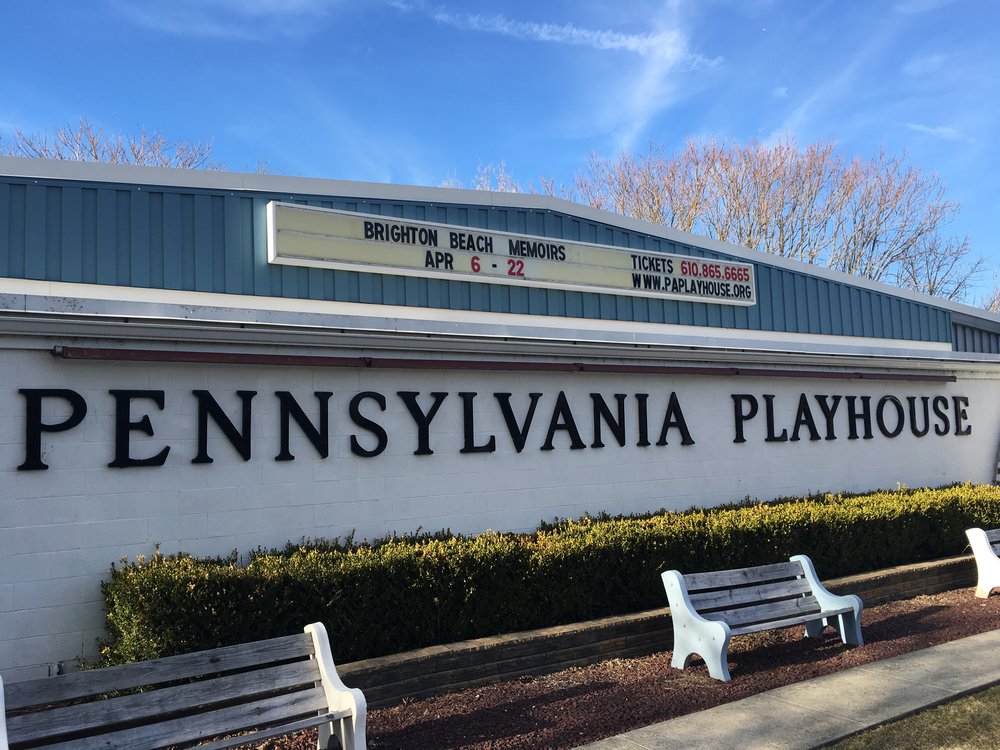 BRIGHTON BEACH MEMOIRS
APR 6 - 22
TICKETS 610.865.6665
WWW.PAPLAYHOUSE.ORG
PENNSYLVANIA PLAYHOUSE